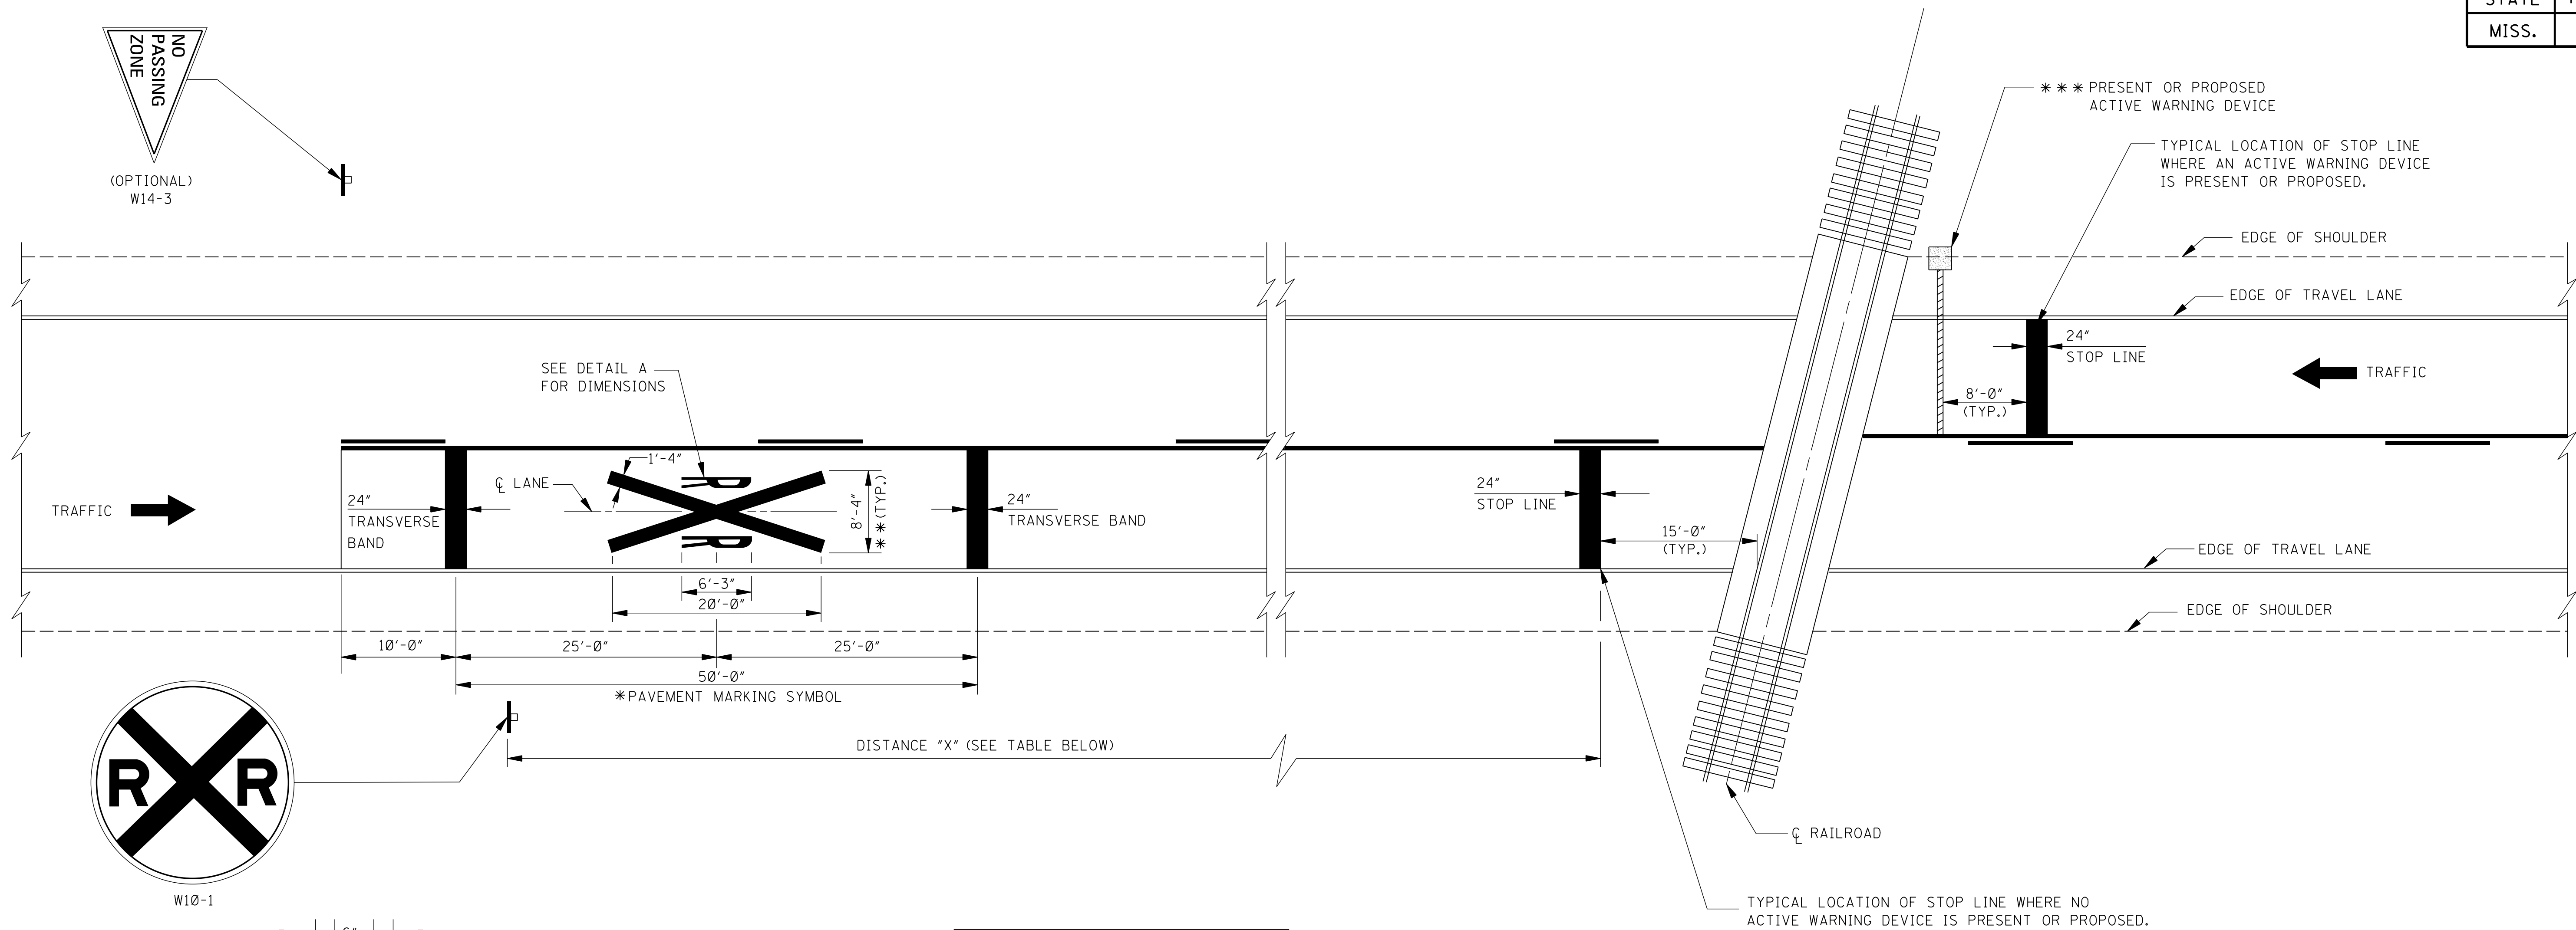 MISS.
NO
PASSING
ZONE
(OPTIONAL)
W14-3
✳✳✳ PRESENT OR PROPOSED
ACTIVE WARNING DEVICE
TYPICAL LOCATION OF STOP LINE
WHERE AN ACTIVE WARNING DEVICE
IS PRESENT OR PROPOSED.
EDGE OF SHOULDER
EDGE OF TRAVEL LANE
24"
STOP LINE
TRAFFIC
8'-0"
(TYP.)
SEE DETAIL A
FOR DIMENSIONS
1'-4"
℄ LANE
8'-4"
✳✳(TYP.)
TRAFFIC
24"
TRANSVERSE
BAND
24"
TRANSVERSE BAND
24"
STOP LINE
15'-0"
(TYP.)
EDGE OF TRAVEL LANE
6'-3"
20'-0"
EDGE OF SHOULDER
10'-0"
25'-0"
25'-0"
50'-0"
✳PAVEMENT MARKING SYMBOL
DISTANCE "X" (SEE TABLE BELOW)
R R
W10-1
℄ RAILROAD
TYPICAL LOCATION OF STOP LINE WHERE NO
ACTIVE WARNING DEVICE IS PRESENT OR PROPOSED.